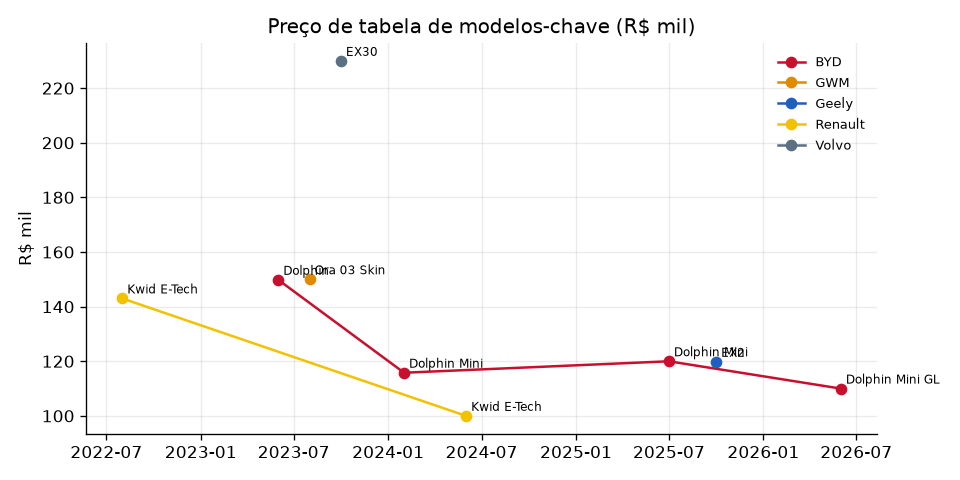 Preço de tabela de modelos-chave (R$ mil)
EX30
BYD
GWM
Geely
Renault
Volvo
R$ mil
220
200
180
160
140
120
100
Kwid E-Tech
Dolphin
Ora 03 Skin
Dolphin Mini
Kwid E-Tech
Dolphin Mini
EX2
Dolphin Mini GL
2022-07
2023-01
2023-07
2024-01
2024-07
2025-01
2025-07
2026-01
2026-07